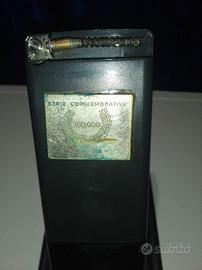 SERIE COMMEMORATIVA
100.000
subito